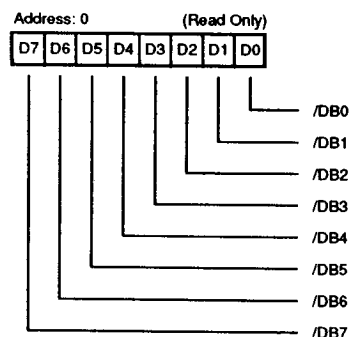 Address: 0 (Read Only)
D7 D6 D5 D4 D3 D2 D1 D0
/DB0
/DB1
/DB2
/DB3
/DB4
/DB5
/DB6
/DB7